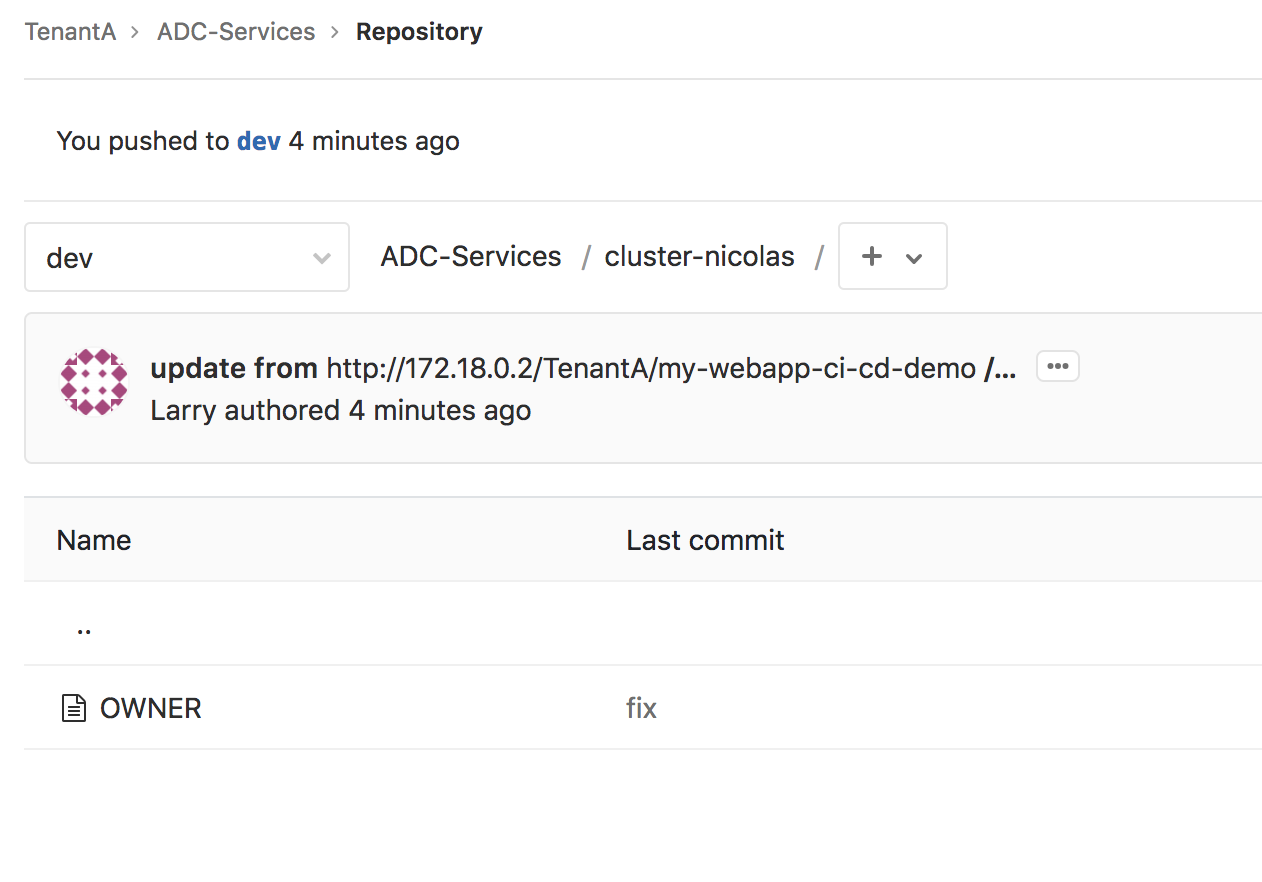 TenantA > ADC-Services > Repository
You pushed to dev 4 minutes ago
dev
ADC-Services / cluster-nicolas / +
update from http://172.18.0.2/TenantA/my-webapp-ci-cd-demo /...
Larry authored 4 minutes ago
Name Last commit
..
OWNER fix